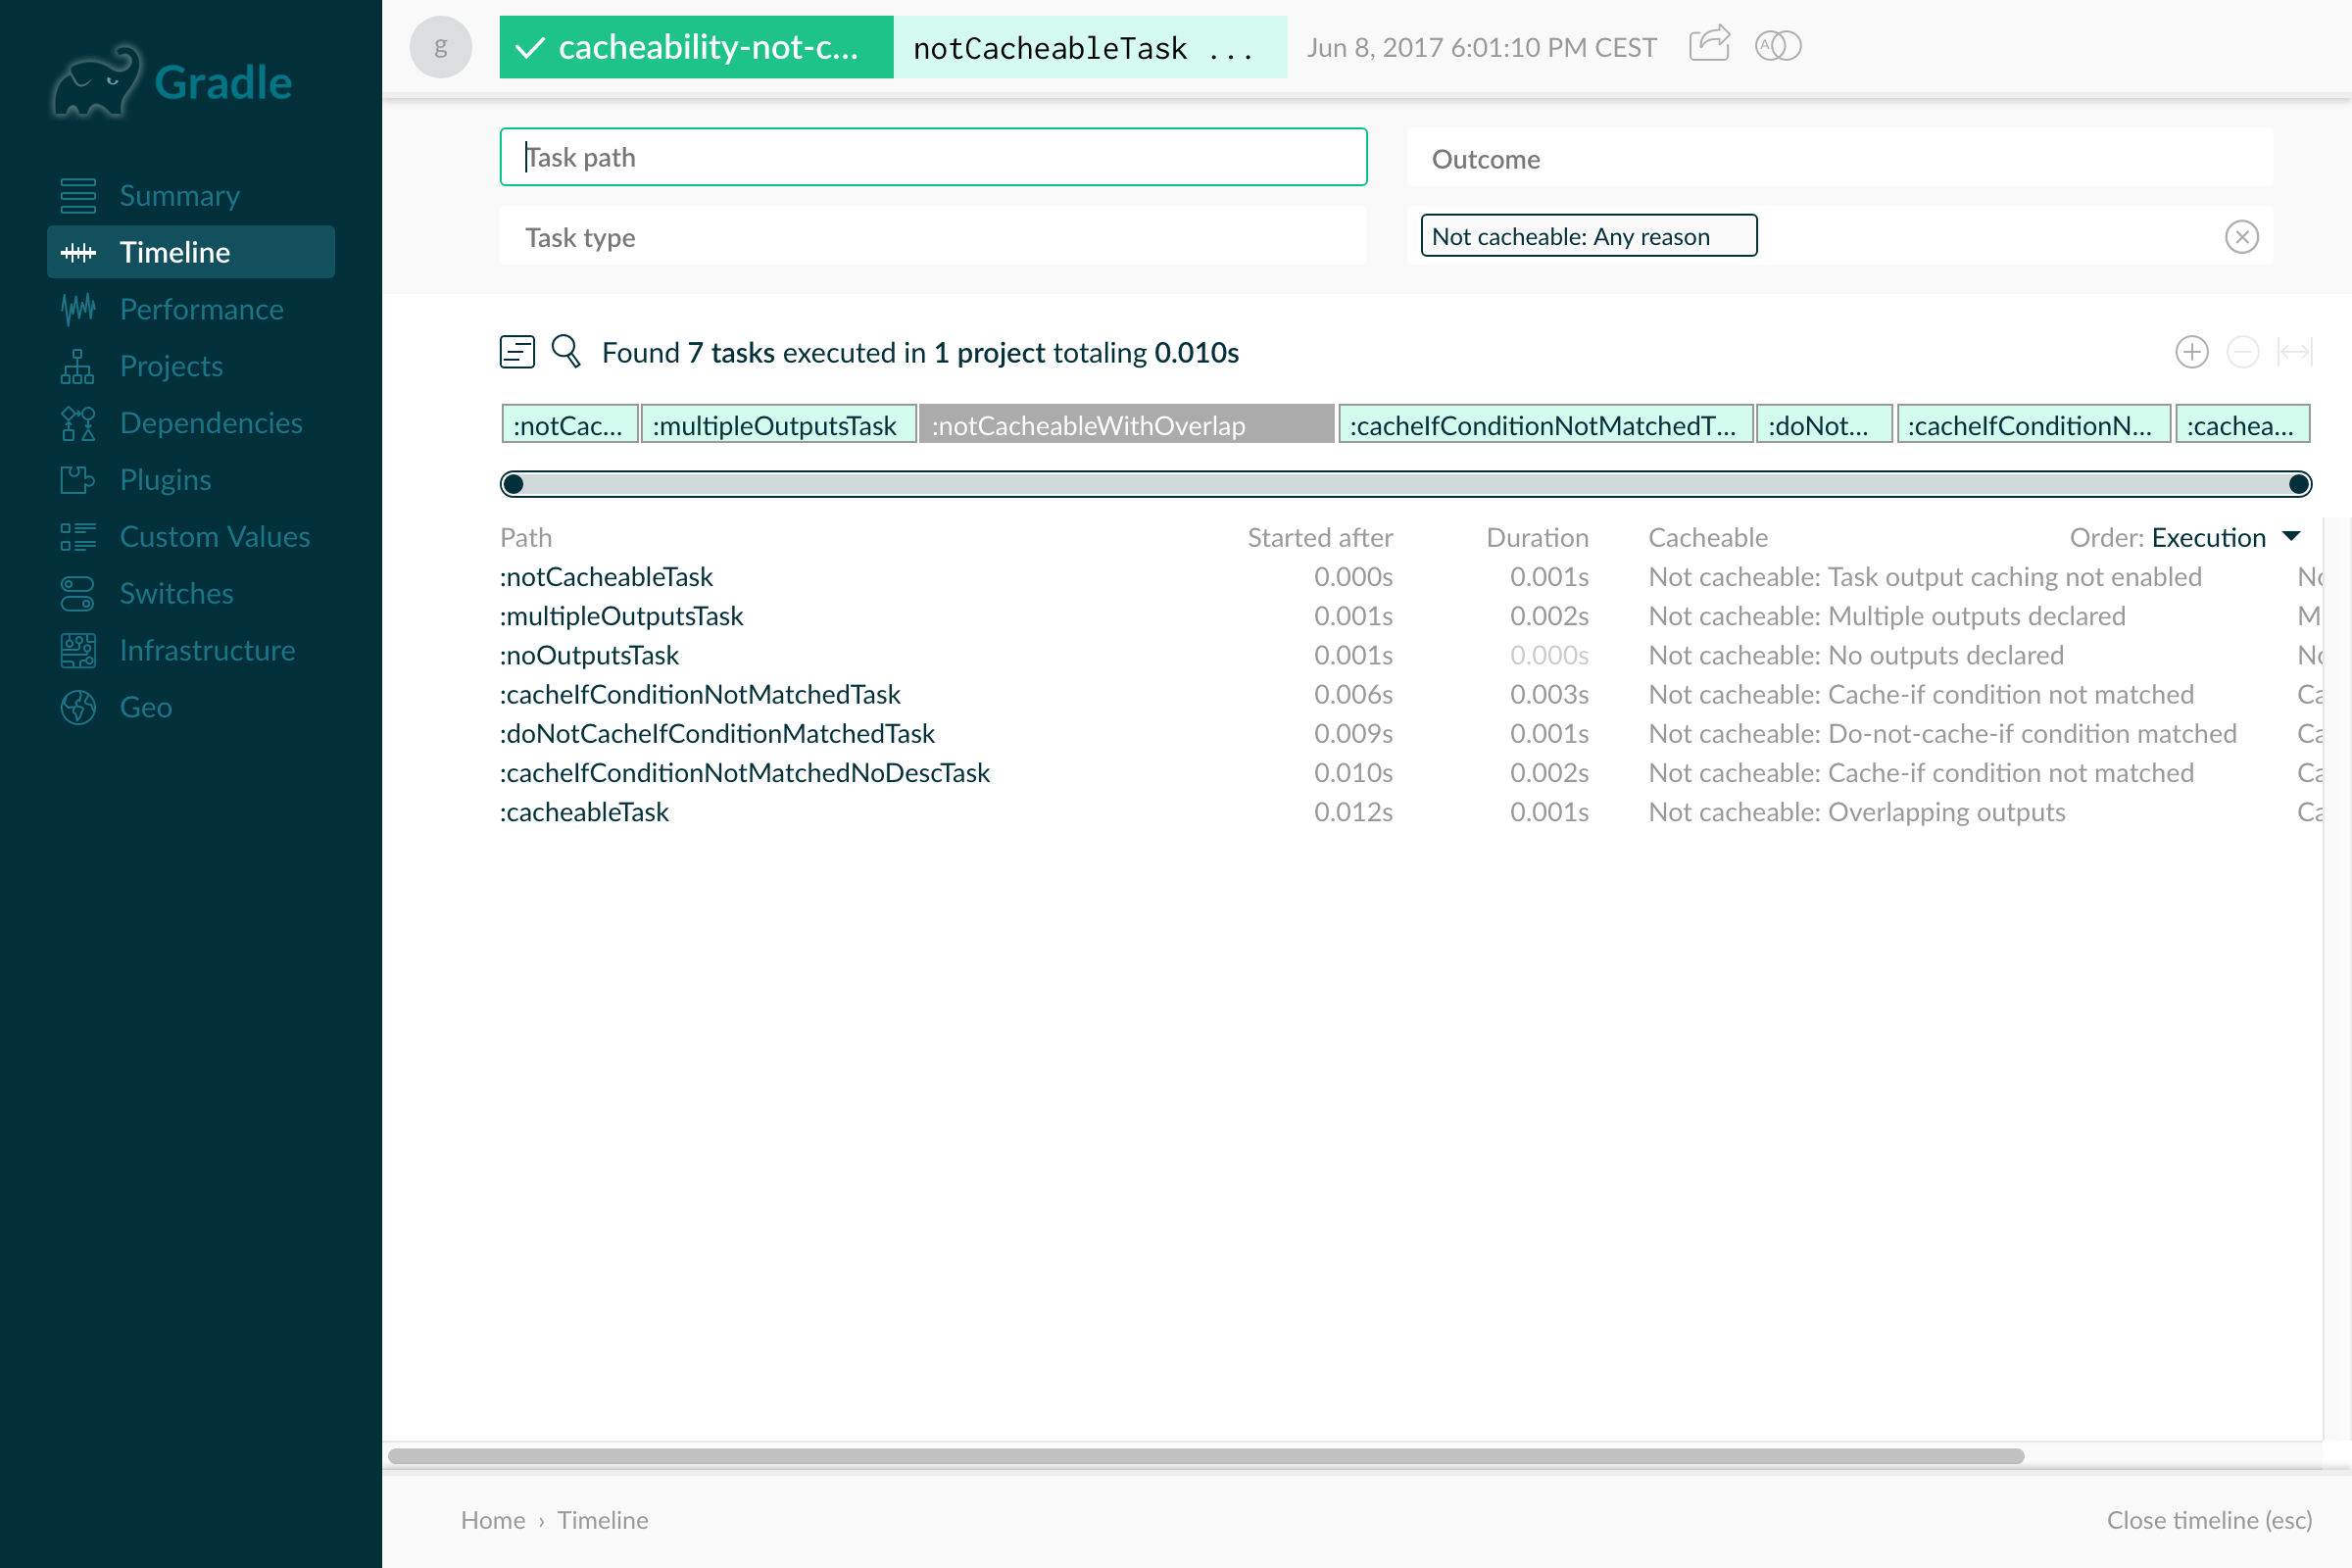 Gradle
Summary
Timeline
Performance
Projects
Dependencies
Plugins
Custom Values
Switches
Infrastructure
Geo
g
cacheability-not-c...
notCacheableTask ...
Jun 8, 2017 6:01:10 PM CEST
A
Task path
Outcome
Task type
Not cacheable: Any reason
Found 7 tasks executed in 1 project totaling 0.010s
:notCac... :multipleOutputsTask :notCacheableWithOverlap :cacheIfConditionNotMatchedT... :doNot... :cacheIfConditionN... :cachea...
Path Started after Duration Cacheable Order: Execution
:notCacheableTask 0.000s 0.001s Not cacheable: Task output caching not enabled
:multipleOutputsTask 0.001s 0.002s Not cacheable: Multiple outputs declared
:noOutputsTask 0.001s 0.000s Not cacheable: No outputs declared
:cacheIfConditionNotMatchedTask 0.006s 0.003s Not cacheable: Cache-if condition not matched
:doNotCacheIfConditionMatchedTask 0.009s 0.001s Not cacheable: Do-not-cache-if condition matched
:cacheIfConditionNotMatchedNoDescTask 0.010s 0.002s Not cacheable: Cache-if condition not matched
:cacheableTask 0.012s 0.001s Not cacheable: Overlapping outputs
Home › Timeline
Close timeline (esc)